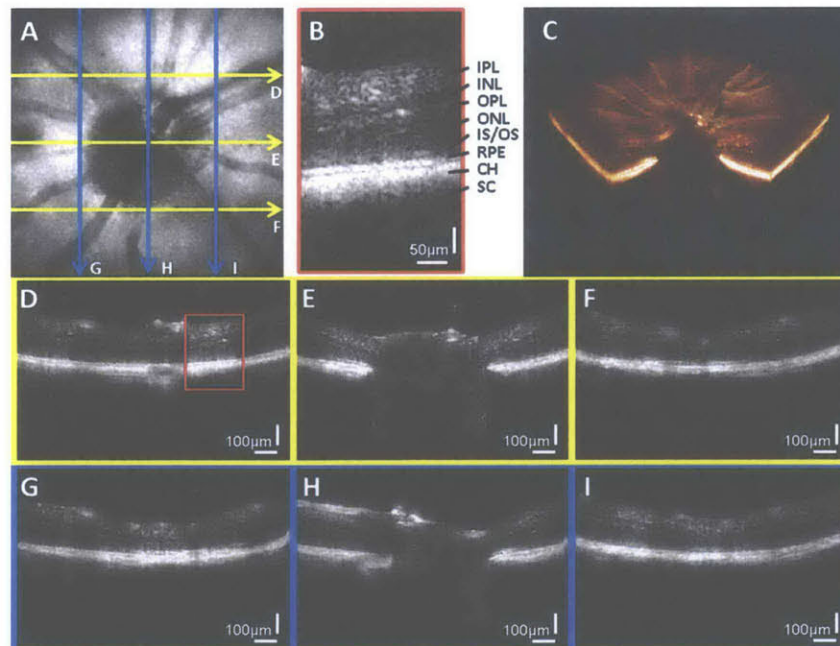 A
D
E
F
G H I
B
IPL
INL
OPL
ONL
IS/OS
RPE
CH
SC
50μm
C
D
100μm
E
100μm
F
100μm
G
100μm
H
100μm
I
100μm